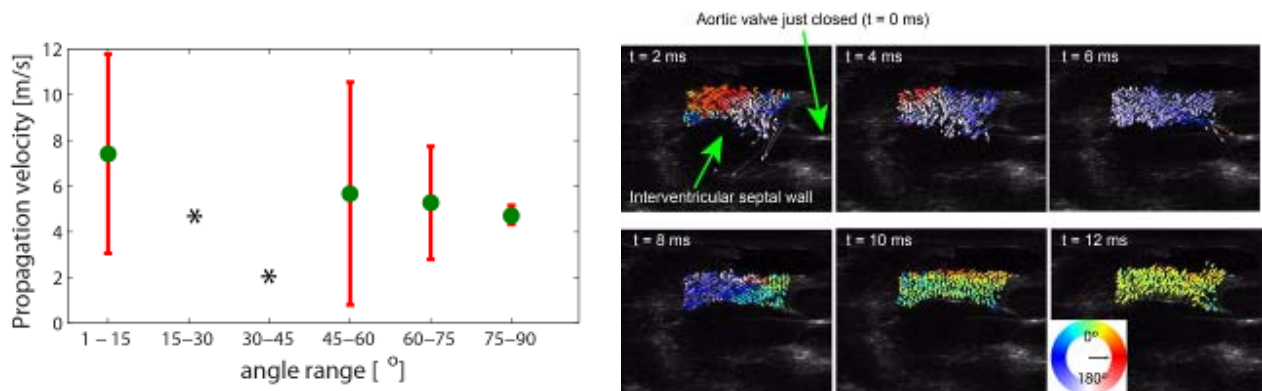 Propagation velocity [m/s]
12
10
8
6
4
2
0
1 – 15 15–30 30–45 45–60 60–75 75–90
*
*
angle range [ º]
Aortic valve just closed (t = 0 ms)
t = 2 ms
t = 4 ms
t = 6 ms
Interventricular septal wall
t = 8 ms
t = 10 ms
t = 12 ms
0º
180º